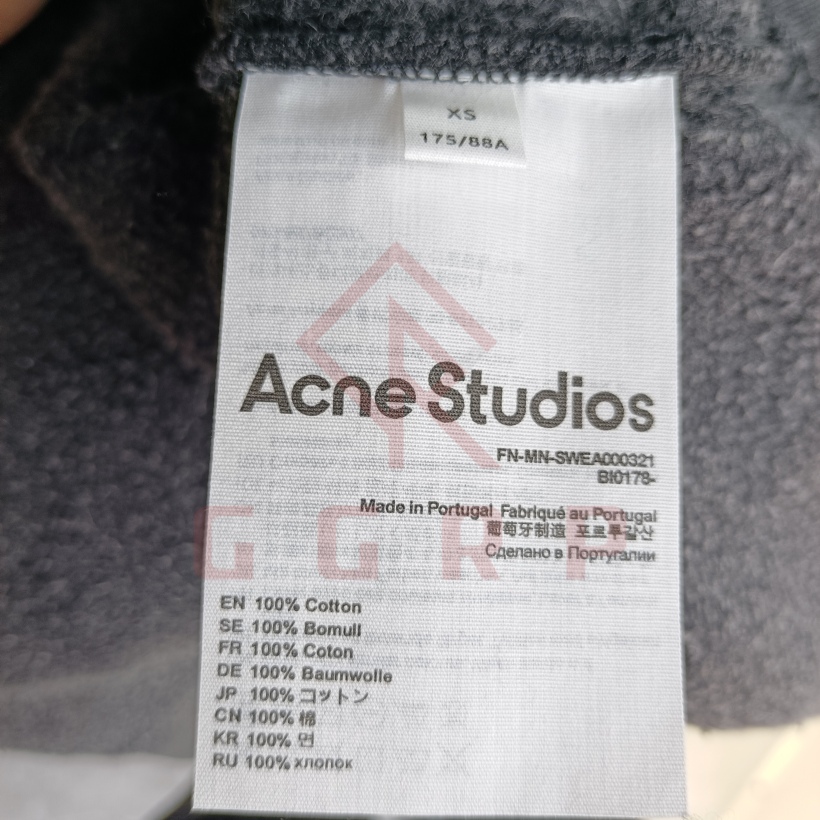 XS
175/88A
Acne Studios
FN-MN-SWEA000321
BI0178-
Made in Portugal Fabriqué au Portugal
葡萄牙制造 포르투갈산
Сделано в Португалии
GGRP
EN 100% Cotton
SE 100% Bomull
FR 100% Coton
DE 100% Baumwolle
JP 100% コットン
CN 100% 棉
KR 100% 면
RU 100% хлопок